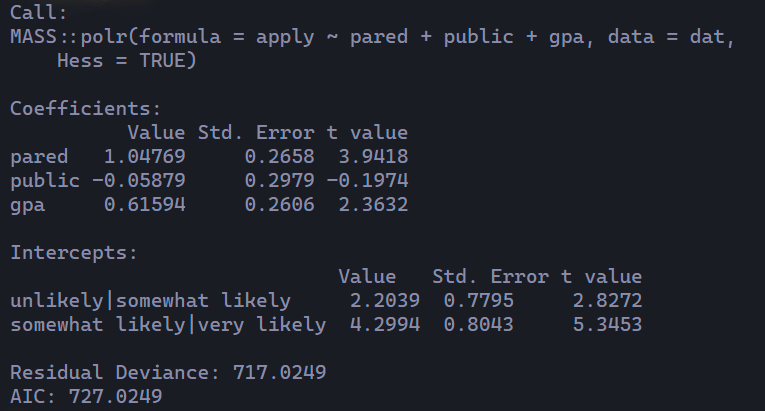 Call:
MASS::polr(formula = apply ~ pared + public + gpa, data = dat,
    Hess = TRUE)

Coefficients:
          Value Std. Error t value
pared   1.04769     0.2658  3.9418
public -0.05879     0.2979 -0.1974
gpa     0.61594     0.2606  2.3632

Intercepts:
                            Value   Std. Error t value
unlikely|somewhat likely     2.2039  0.7795     2.8272
somewhat likely|very likely  4.2994  0.8043     5.3453

Residual Deviance: 717.0249
AIC: 727.0249